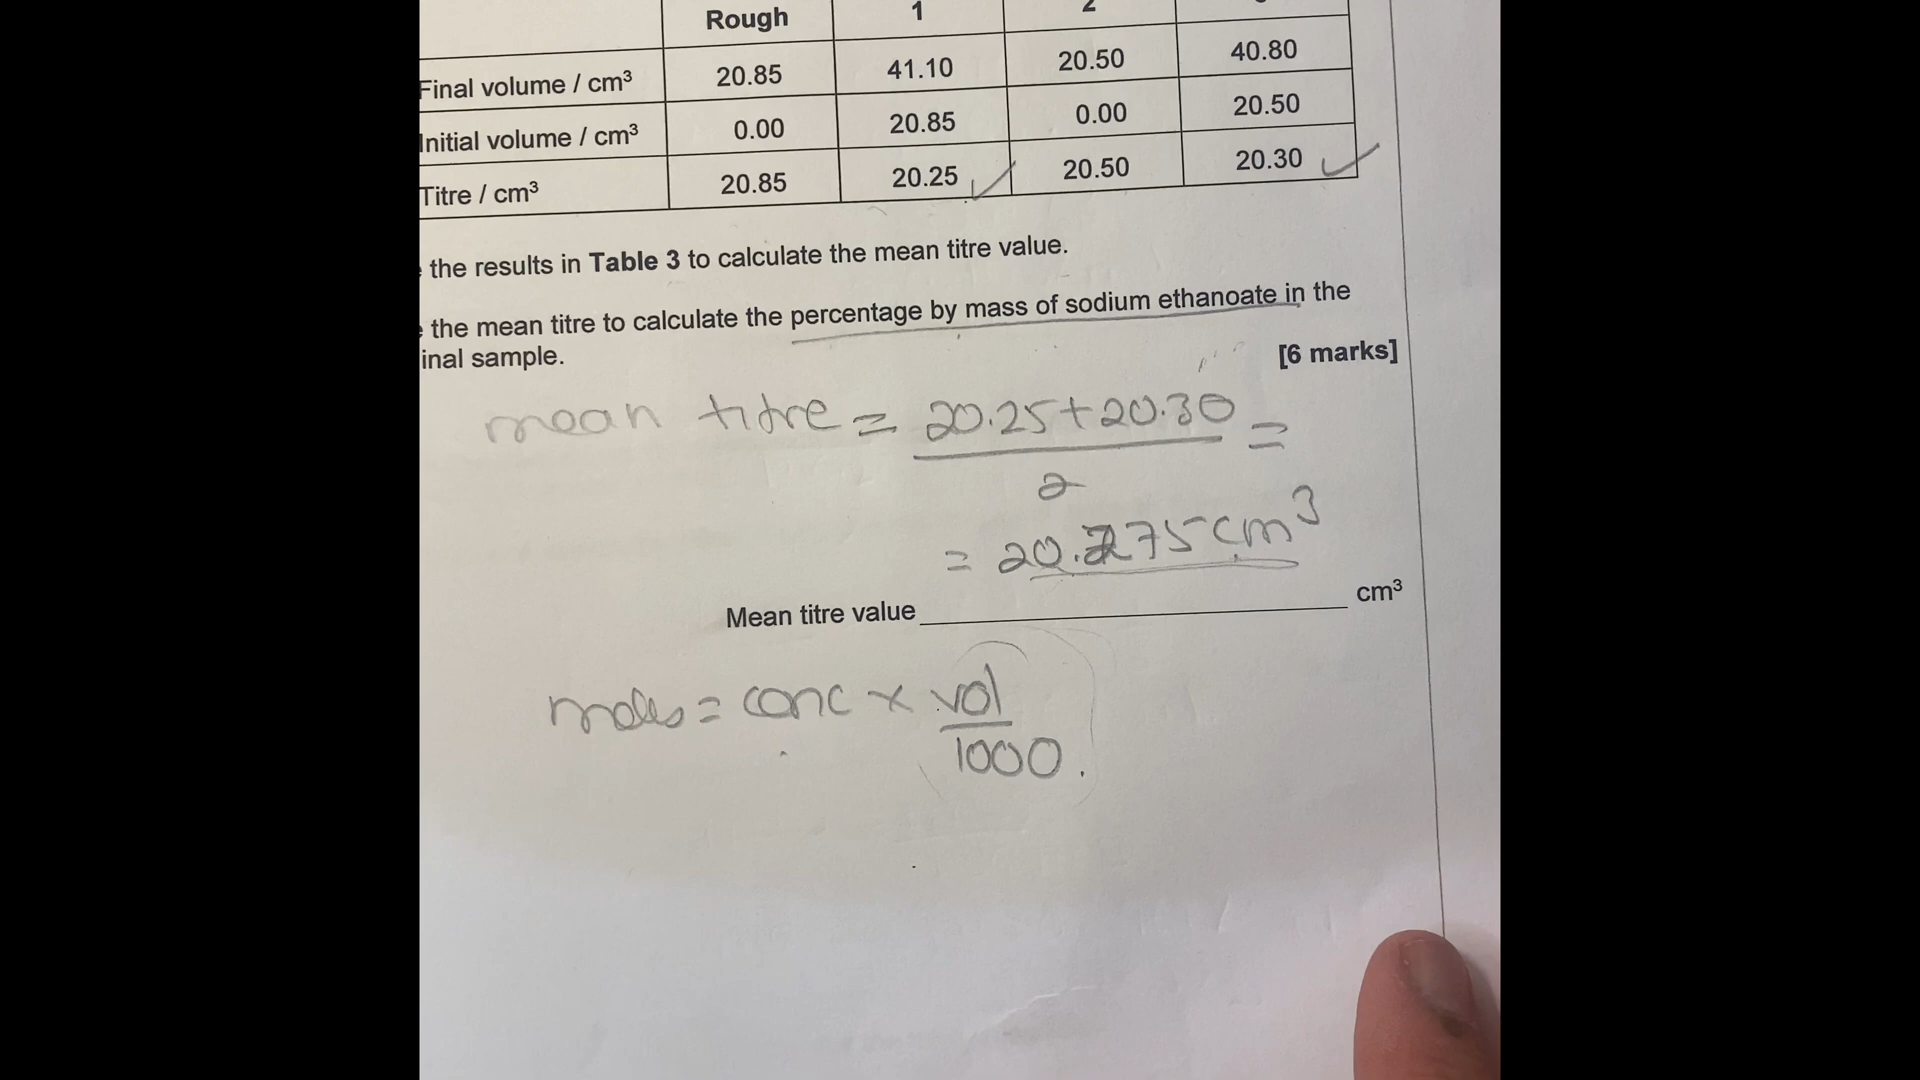 Rough 1 2
Final volume / cm³ 20.85 41.10 20.50 40.80
Initial volume / cm³ 0.00 20.85 0.00 20.50
Titre / cm³ 20.85 20.25 ✓ 20.50 20.30 ✓
the results in Table 3 to calculate the mean titre value.
the mean titre to calculate the percentage by mass of sodium ethanoate in the
inal sample.
[6 marks]
mean titre = 20.25+20.30 =
2
= 20.275cm³
Mean titre value ________ cm³
moles = conc × vol
1000.